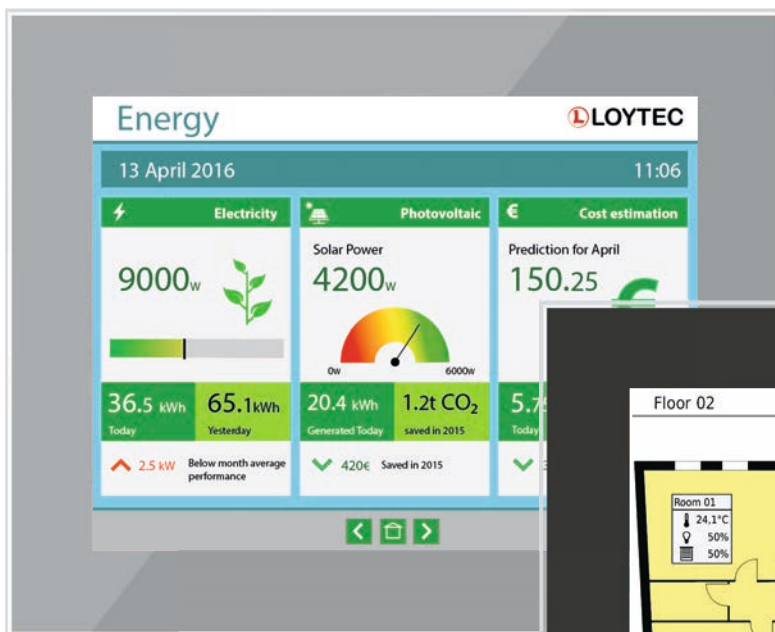 Energy
LOYTEC
13 April 2016
11:06
Electricity
9000w
36.5 kWh
Today
65.1kWh
Yesterday
2.5 kW
Below month average
performance
Photovoltaic
Solar Power
4200w
0w
6000w
20.4 kWh
Generated Today
1.2t CO₂
saved in 2015
420€ Saved in 2015
€
Cost estimation
Prediction for April
150.25
€
5.7
Today
Floor 02
Room 01
24,1°C
50%
50%